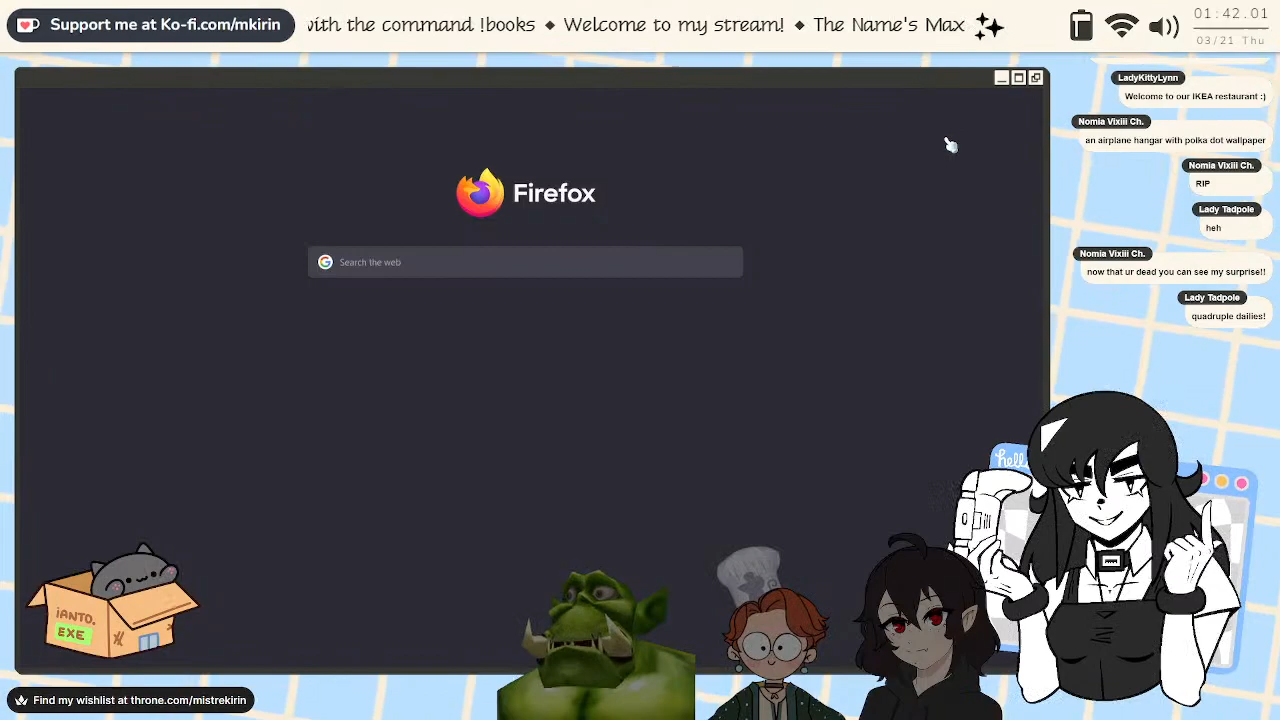 Support me at Ko-fi.com/mkirin
with the command !books ◆ Welcome to my stream! ◆ The Name's Max
01:42.01
03/21 Thu
Firefox
Search the web
LadyKittyLynn
Welcome to our IKEA restaurant :)
Nomia Vixiii Ch.
an airplane hangar with polka dot wallpaper
Nomia Vixiii Ch.
RIP
Lady Tadpole
heh
Nomia Vixiii Ch.
now that ur dead you can see my surprise!!
Lady Tadpole
quadruple dailies!
iANTO.
EXE
Find my wishlist at throne.com/mistrekirin